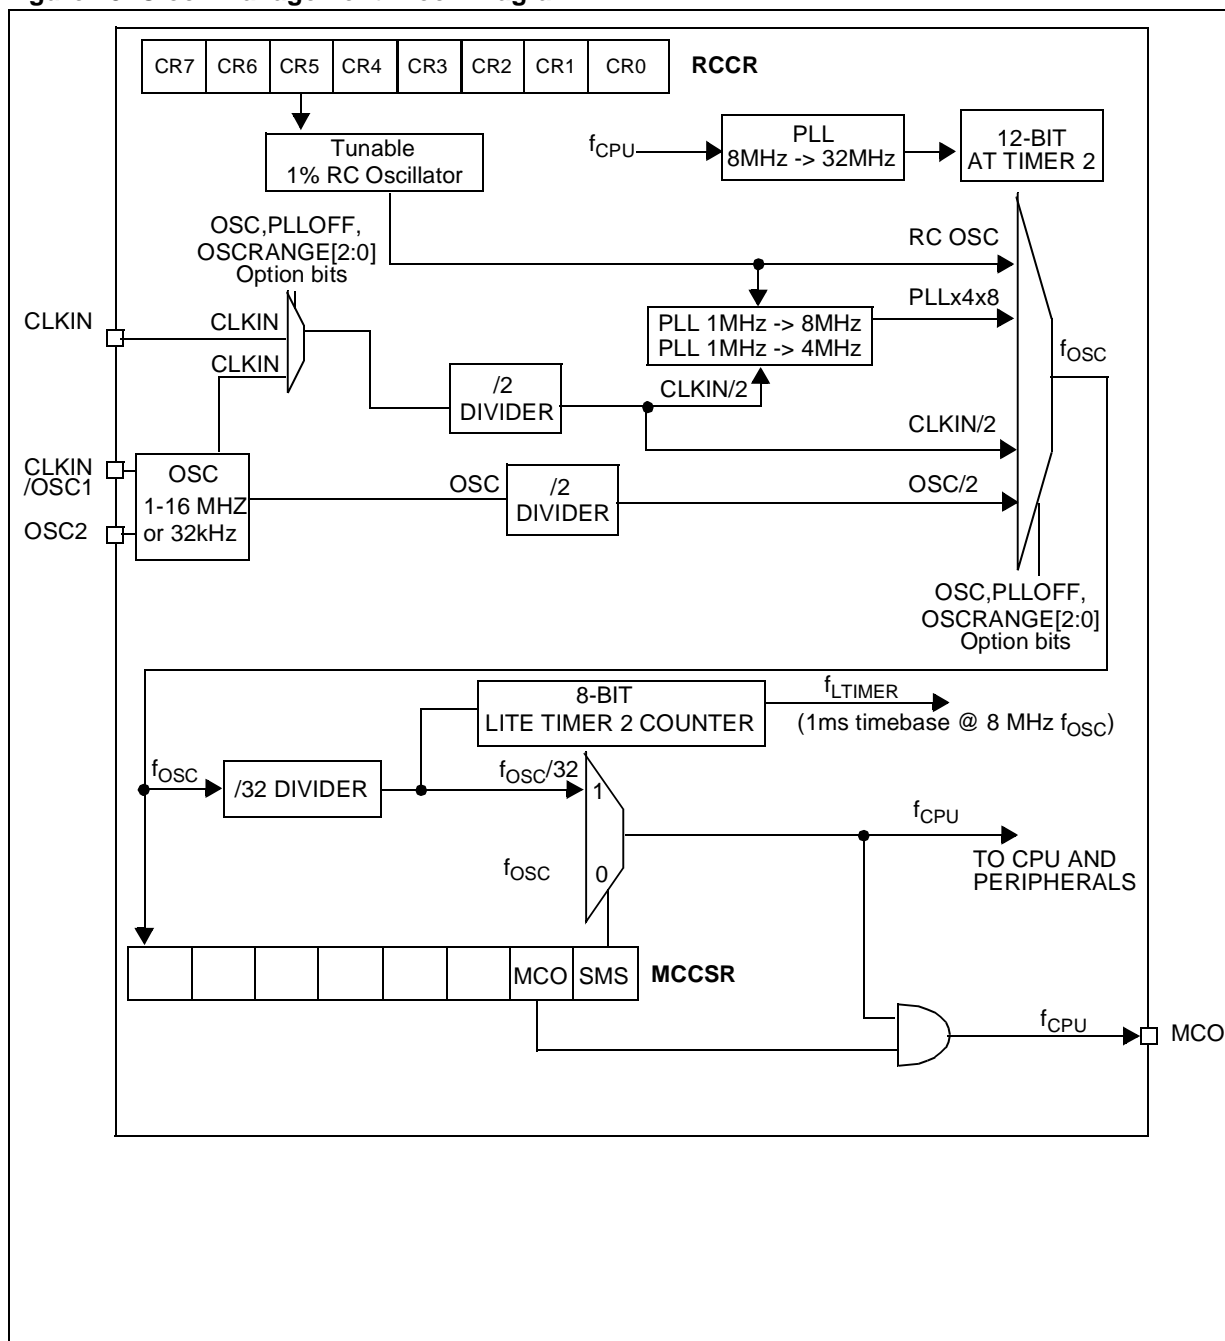 CR7 CR6 CR5 CR4 CR3 CR2 CR1 CR0 RCCR
Tunable
1% RC Oscillator
fCPU
PLL
8MHz -> 32MHz
12-BIT
AT TIMER 2
OSC,PLLOFF,
OSCRANGE[2:0]
Option bits
RC OSC
PLLx4x8
CLKIN
CLKIN
CLKIN
PLL 1MHz -> 8MHz
PLL 1MHz -> 4MHz
fOSC
/2
DIVIDER
CLKIN/2
CLKIN/2
CLKIN
/OSC1
OSC2
OSC
1-16 MHZ
or 32kHz
OSC
/2
DIVIDER
OSC/2
OSC,PLLOFF,
OSCRANGE[2:0]
Option bits
8-BIT
LITE TIMER 2 COUNTER
fLTIMER
(1ms timebase @ 8 MHz fOSC)
fOSC
/32 DIVIDER
fOSC/32
1
fCPU
TO CPU AND
PERIPHERALS
fOSC
0
MCO SMS MCCSR
fCPU
MCO